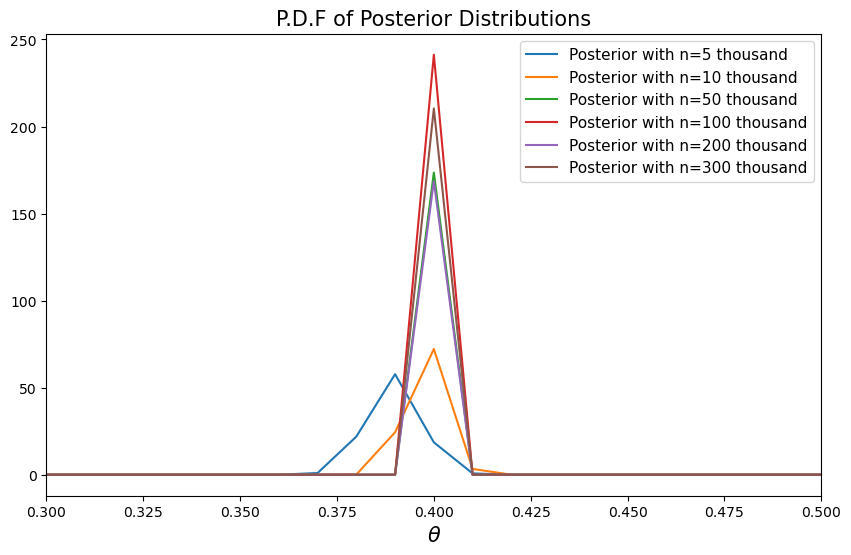 P.D.F of Posterior Distributions
250
200
150
100
50
0
Posterior with n=5 thousand
Posterior with n=10 thousand
Posterior with n=50 thousand
Posterior with n=100 thousand
Posterior with n=200 thousand
Posterior with n=300 thousand
0.300 0.325 0.350 0.375 0.400 0.425 0.450 0.475 0.500
θ